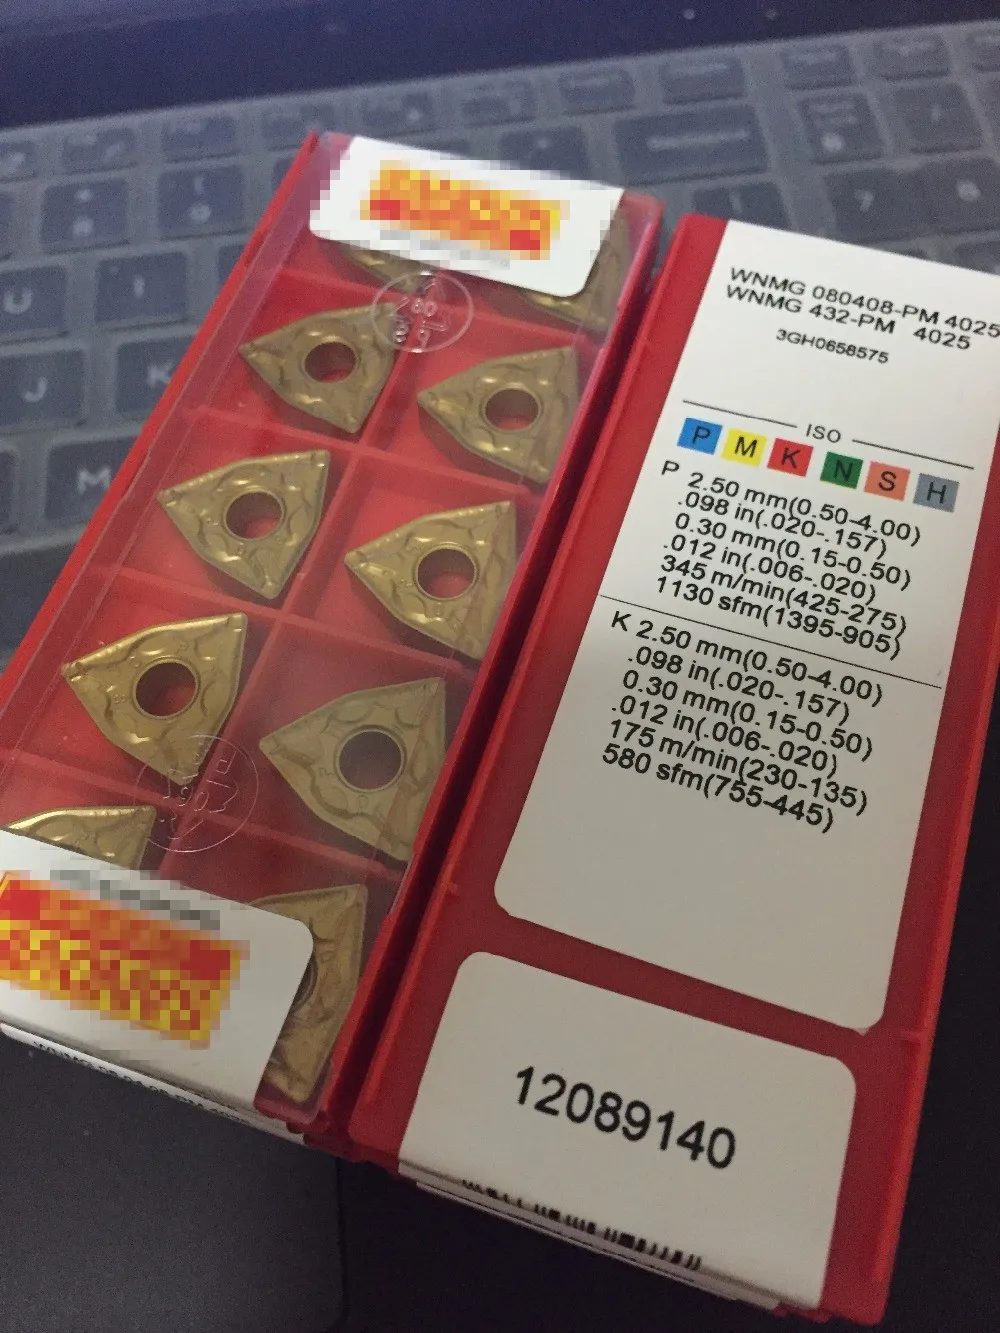 WNMG 080408-PM 4025
WNMG 432-PM 4025
3GH0658575
ISO
P M K N S H
P 2.50 mm(0.50-4.00)
.098 in(.020-.157)
0.30 mm(0.15-0.50)
.012 in(.006-.020)
345 m/min(425-275)
1130 sfm(1395-905)
K 2.50 mm(0.50-4.00)
.098 in(.020-.157)
0.30 mm(0.15-0.50)
.012 in(.006-.020)
175 m/min(230-135)
580 sfm(755-445)
12089140
U
J
K
M
7
8